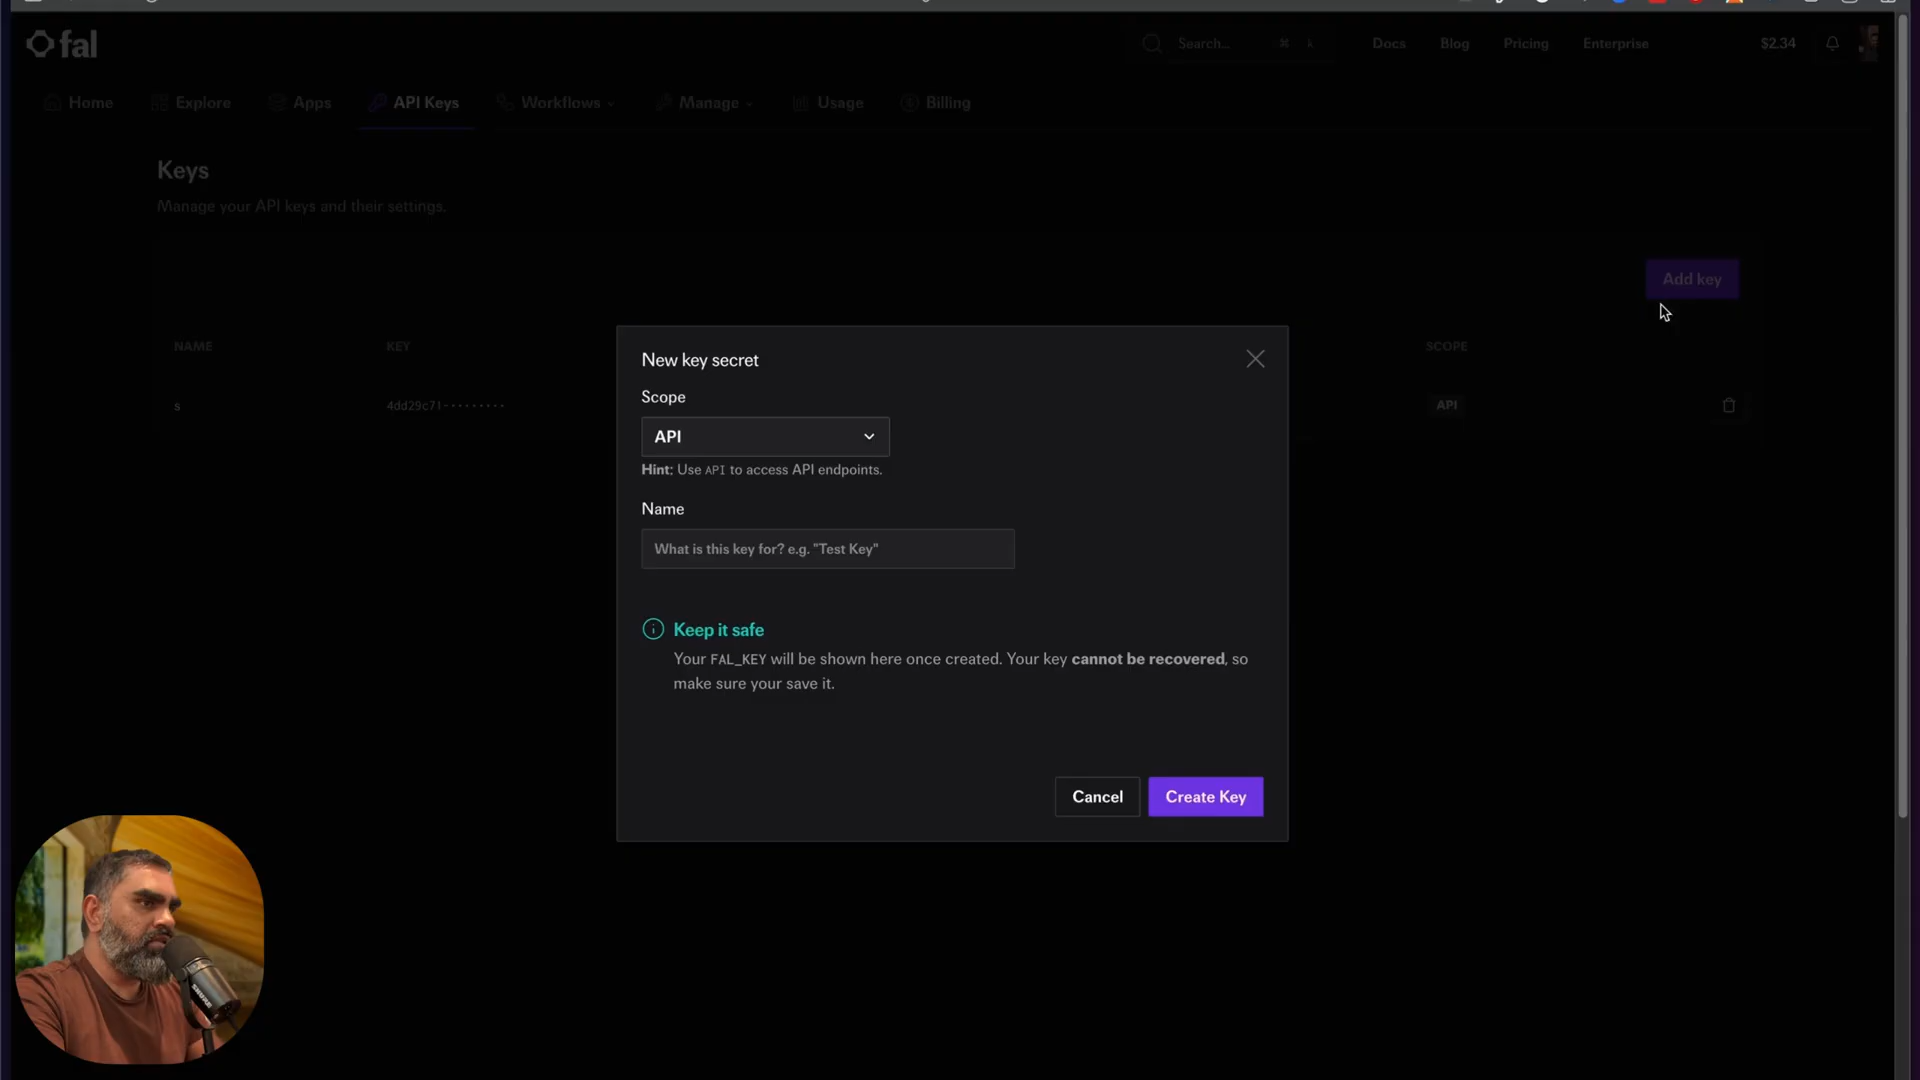 fal
Search... ⌘ k
Docs
Blog
Pricing
Enterprise
$2.34
Home
Explore
Apps
API Keys
Workflows
Manage
Usage
Billing
Keys
Manage your API keys and their settings.
Add key
NAME
KEY
SCOPE
s
4dd29c71---------
API
New key secret
Scope
API
Hint: Use API to access API endpoints.
Name
What is this key for? e.g. "Test Key"
Keep it safe
Your FAL_KEY will be shown here once created. Your key cannot be recovered, so
make sure your save it.
Cancel
Create Key
SHURE